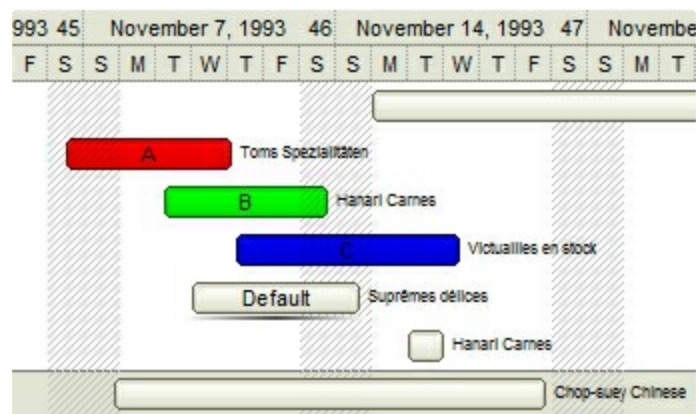 993 45 November 7, 1993 46 November 14, 1993 47 Novembe
F S S M T W T F S S M T W T F S S M T
A Toms Spezialitäten
B Hanari Carnes
C Victuailles en stock
Default Suprêmes délices
Hanari Carnes
Chop-suey Chinese